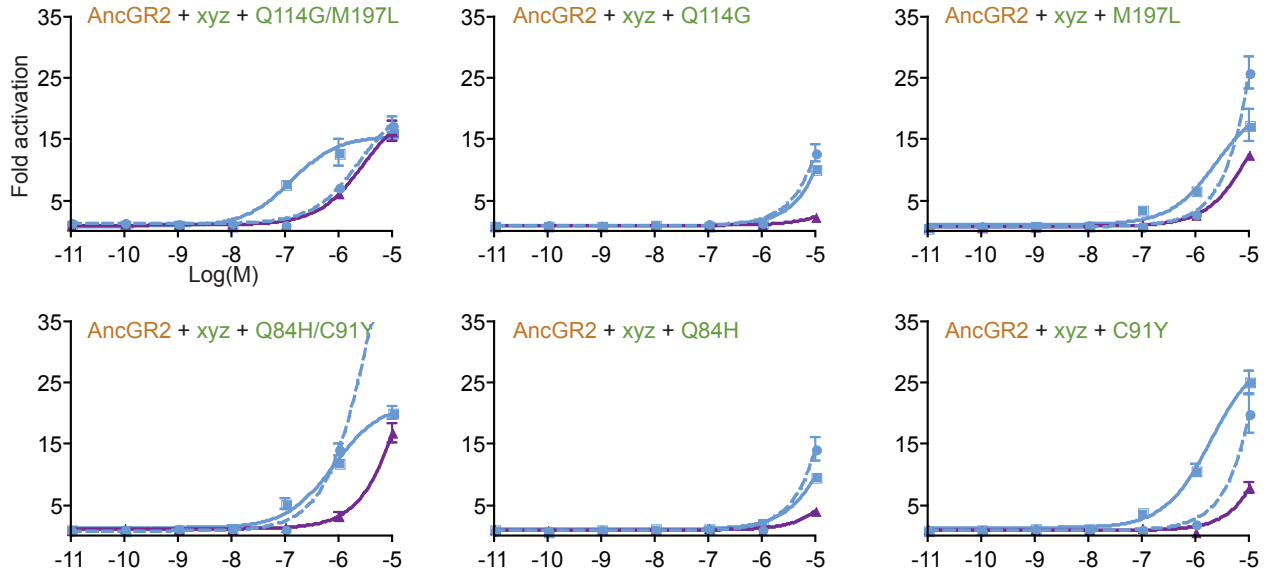 AncGR2 + xyz + Q114G/M197L
Fold activation
35
25
15
5
-11 -10 -9 -8 -7 -6 -5
Log(M)
AncGR2 + xyz + Q114G
35
25
15
5
-11 -10 -9 -8 -7 -6 -5
AncGR2 + xyz + M197L
35
25
15
5
-11 -10 -9 -8 -7 -6 -5
AncGR2 + xyz + Q84H/C91Y
35
25
15
5
-11 -10 -9 -8 -7 -6 -5
AncGR2 + xyz + Q84H
35
25
15
5
-11 -10 -9 -8 -7 -6 -5
AncGR2 + xyz + C91Y
35
25
15
5
-11 -10 -9 -8 -7 -6 -5